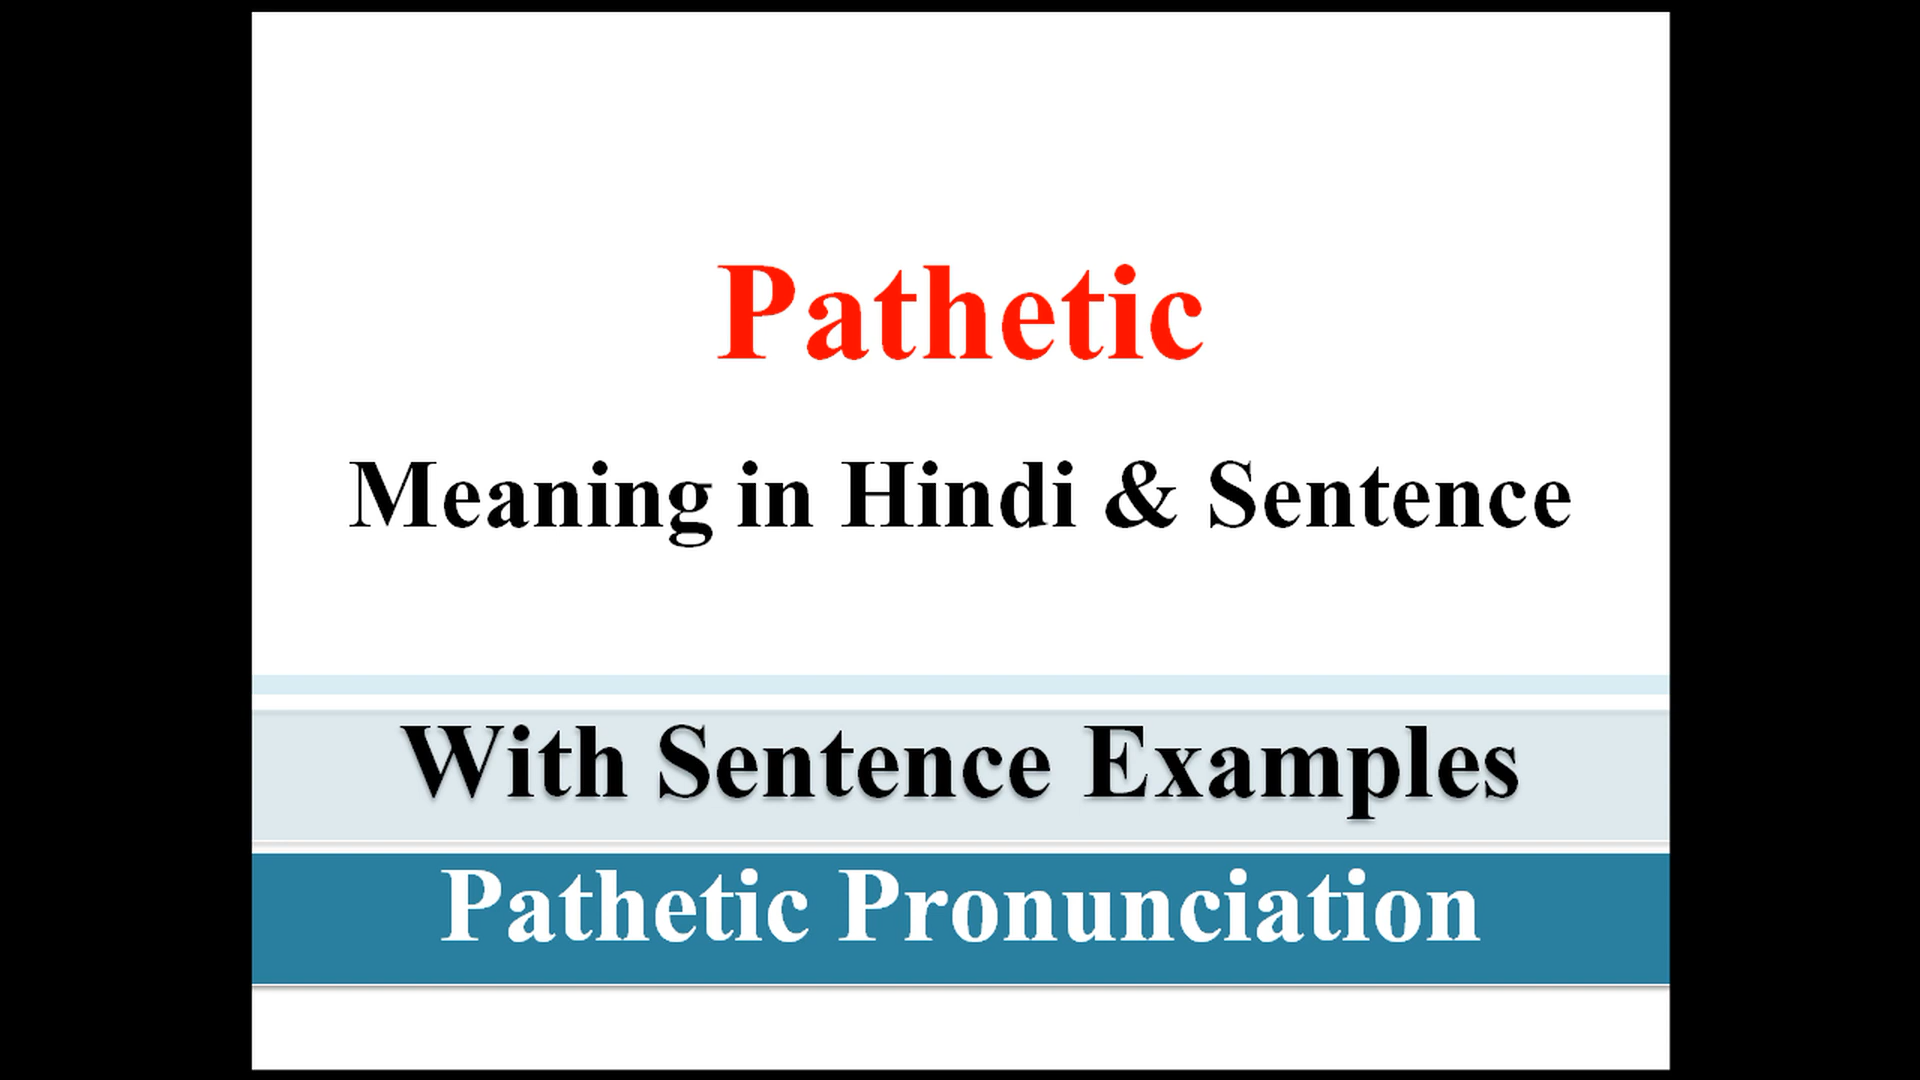 Pathetic
Meaning in Hindi & Sentence
With Sentence Examples
Pathetic Pronunciation